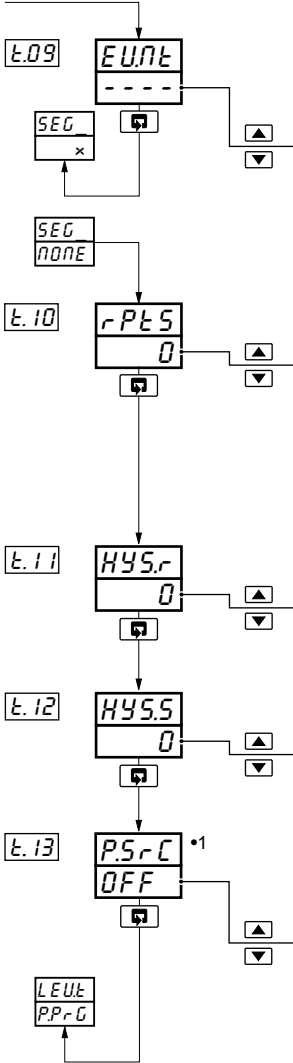 t.09
EU.Nt
----
SEG_
×
SEG_
NONE
t.10
rPtS
0
t.11
HYS.r
0
t.12
HYS.S
0
t.13
P.SrC
•1
OFF
LEU.t
P.PrG